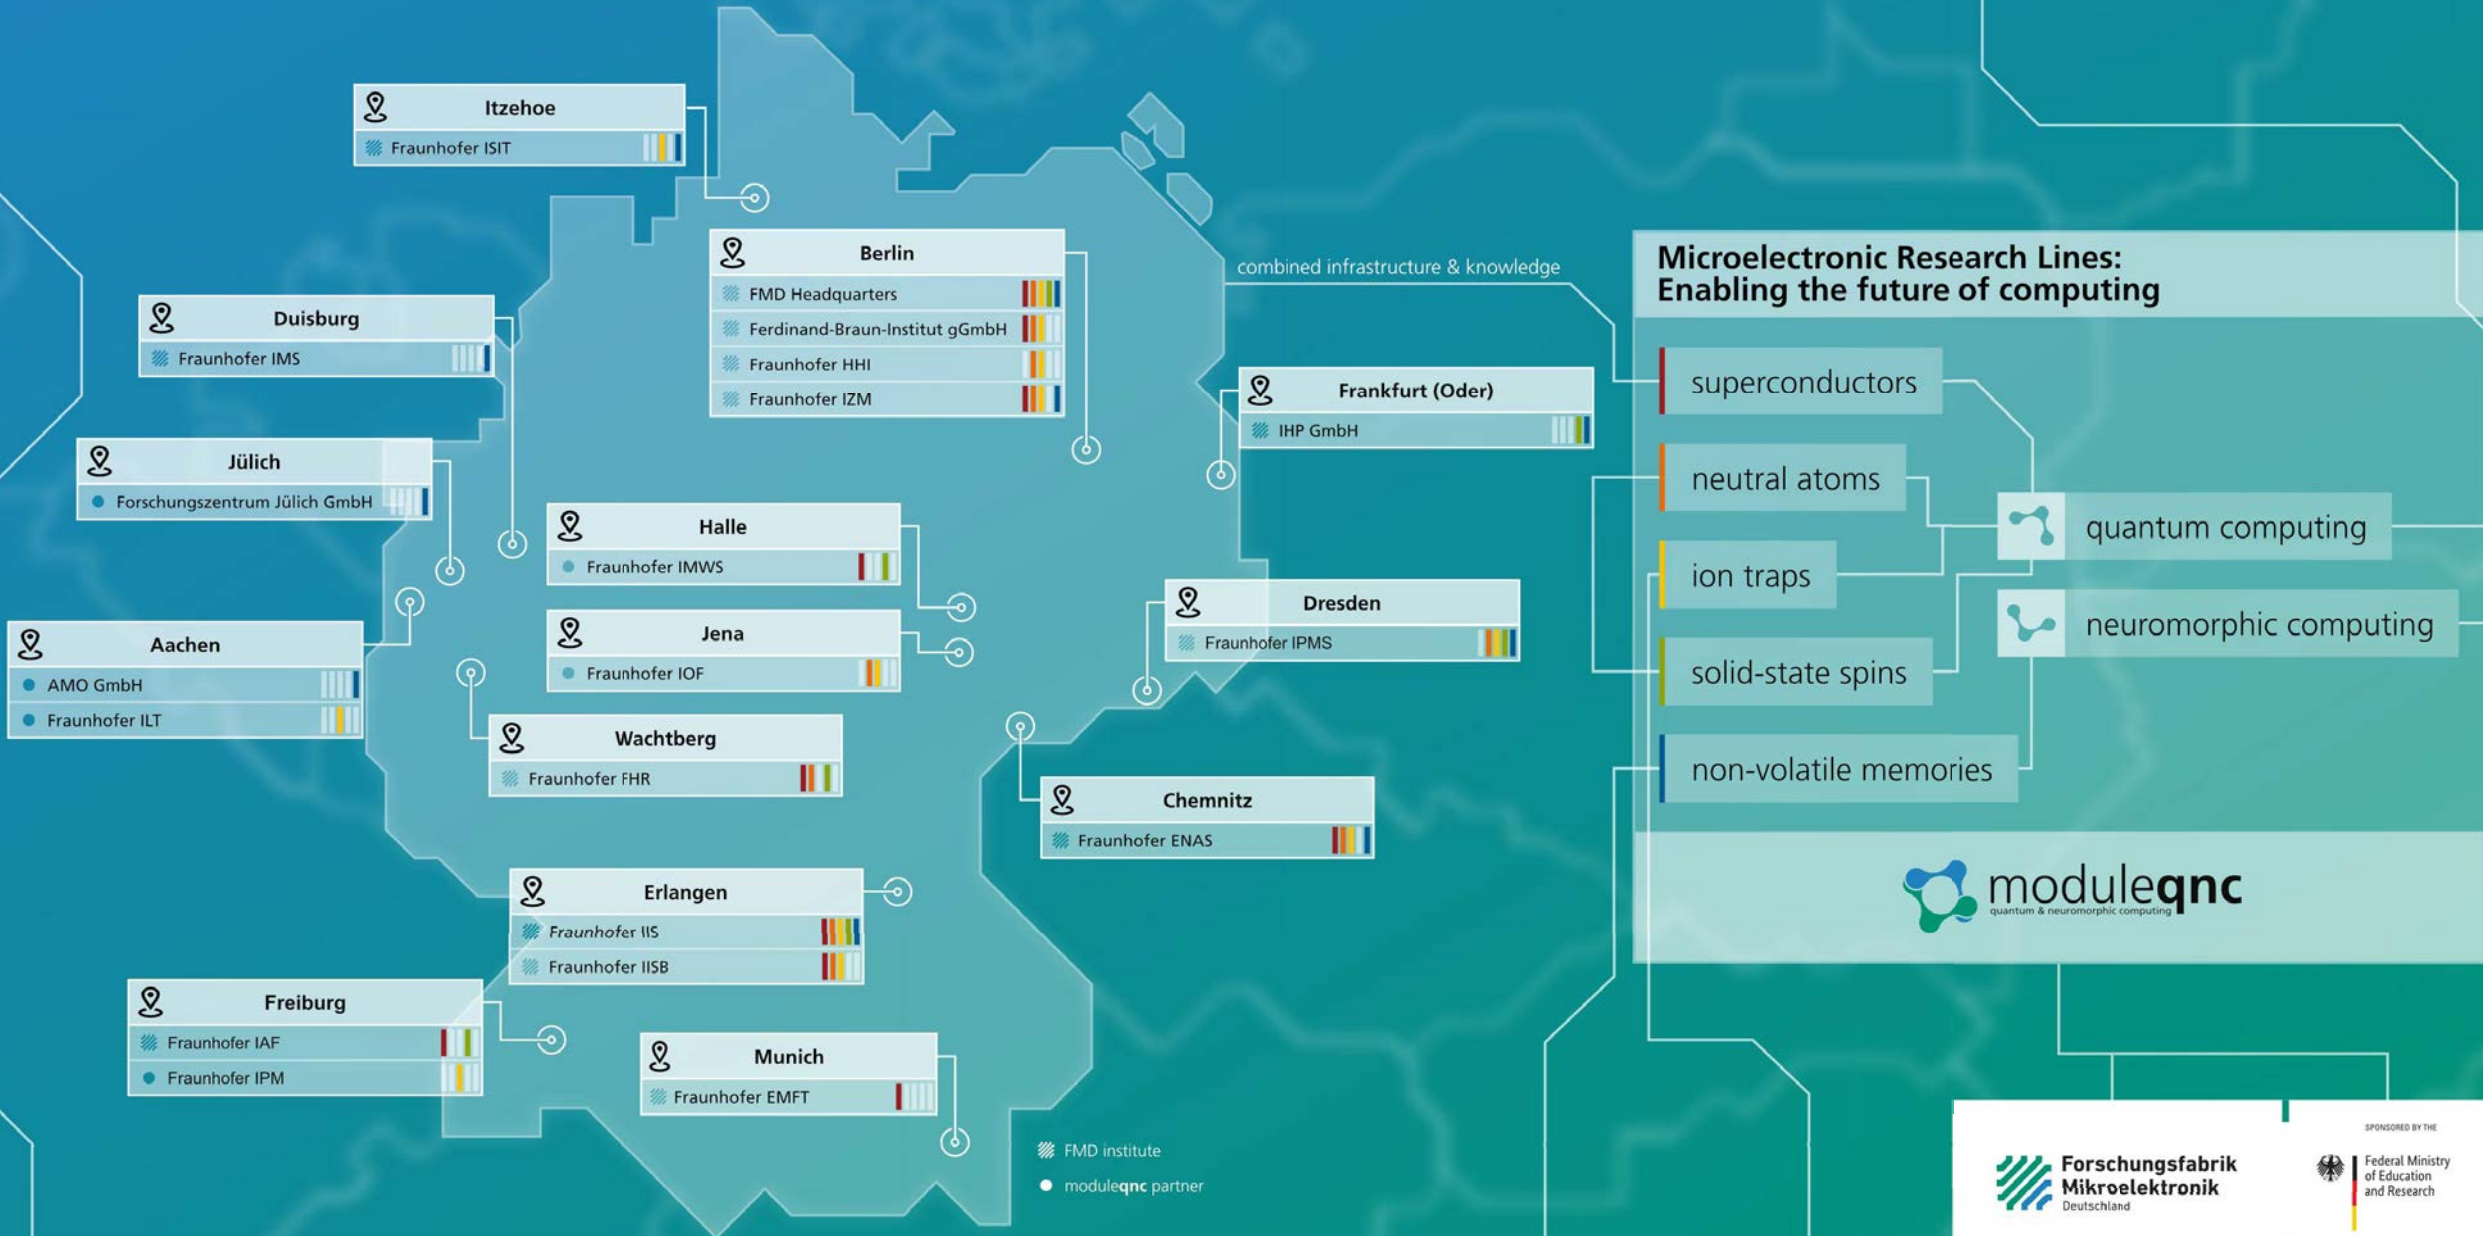 Itzehoe
Fraunhofer ISIT
Berlin
FMD Headquarters
Ferdinand-Braun-Institut gGmbH
Fraunhofer HHI
Fraunhofer IZM
Duisburg
Fraunhofer IMS
Frankfurt (Oder)
IHP GmbH
Jülich
Forschungszentrum Jülich GmbH
Halle
Fraunhofer IMWS
Dresden
Fraunhofer IPMS
Aachen
AMO GmbH
Fraunhofer ILT
Jena
Fraunhofer IOF
Wachtberg
Fraunhofer FHR
Chemnitz
Fraunhofer ENAS
Erlangen
Fraunhofer IIS
Fraunhofer IISB
Freiburg
Fraunhofer IAF
Fraunhofer IPM
Munich
Fraunhofer EMFT
FMD institute
moduleqnc partner
combined infrastructure & knowledge
Microelectronic Research Lines:
Enabling the future of computing
superconductors
neutral atoms
ion traps
solid-state spins
non-volatile memories
quantum computing
neuromorphic computing
moduleqnc
quantum & neuromorphic computing
Forschungsfabrik
Mikroelektronik
Deutschland
SPONSORED BY THE
Federal Ministry
of Education
and Research